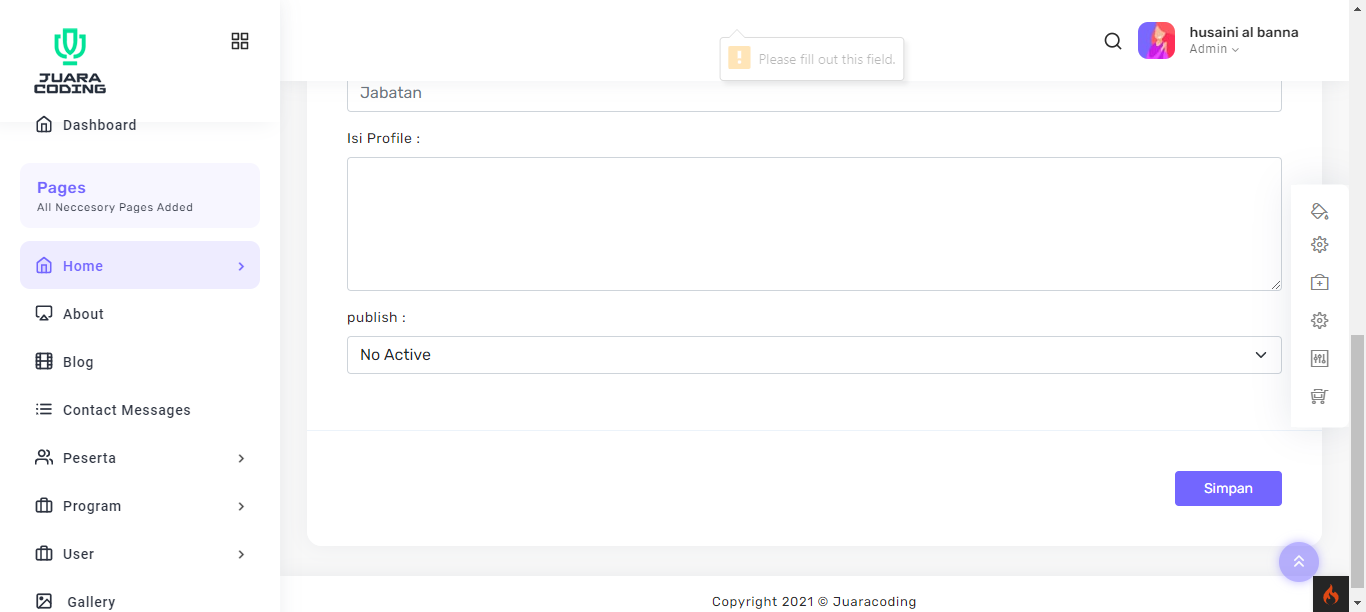 JUARA
CODING
husaini al banna
Admin
Please fill out this field.
Dashboard
Pages
All Neccesory Pages Added
Home
About
Blog
Contact Messages
Peserta
Program
User
Gallery
Jabatan
Isi Profile :
publish :
No Active
Simpan
Copyright 2021 © Juaracoding